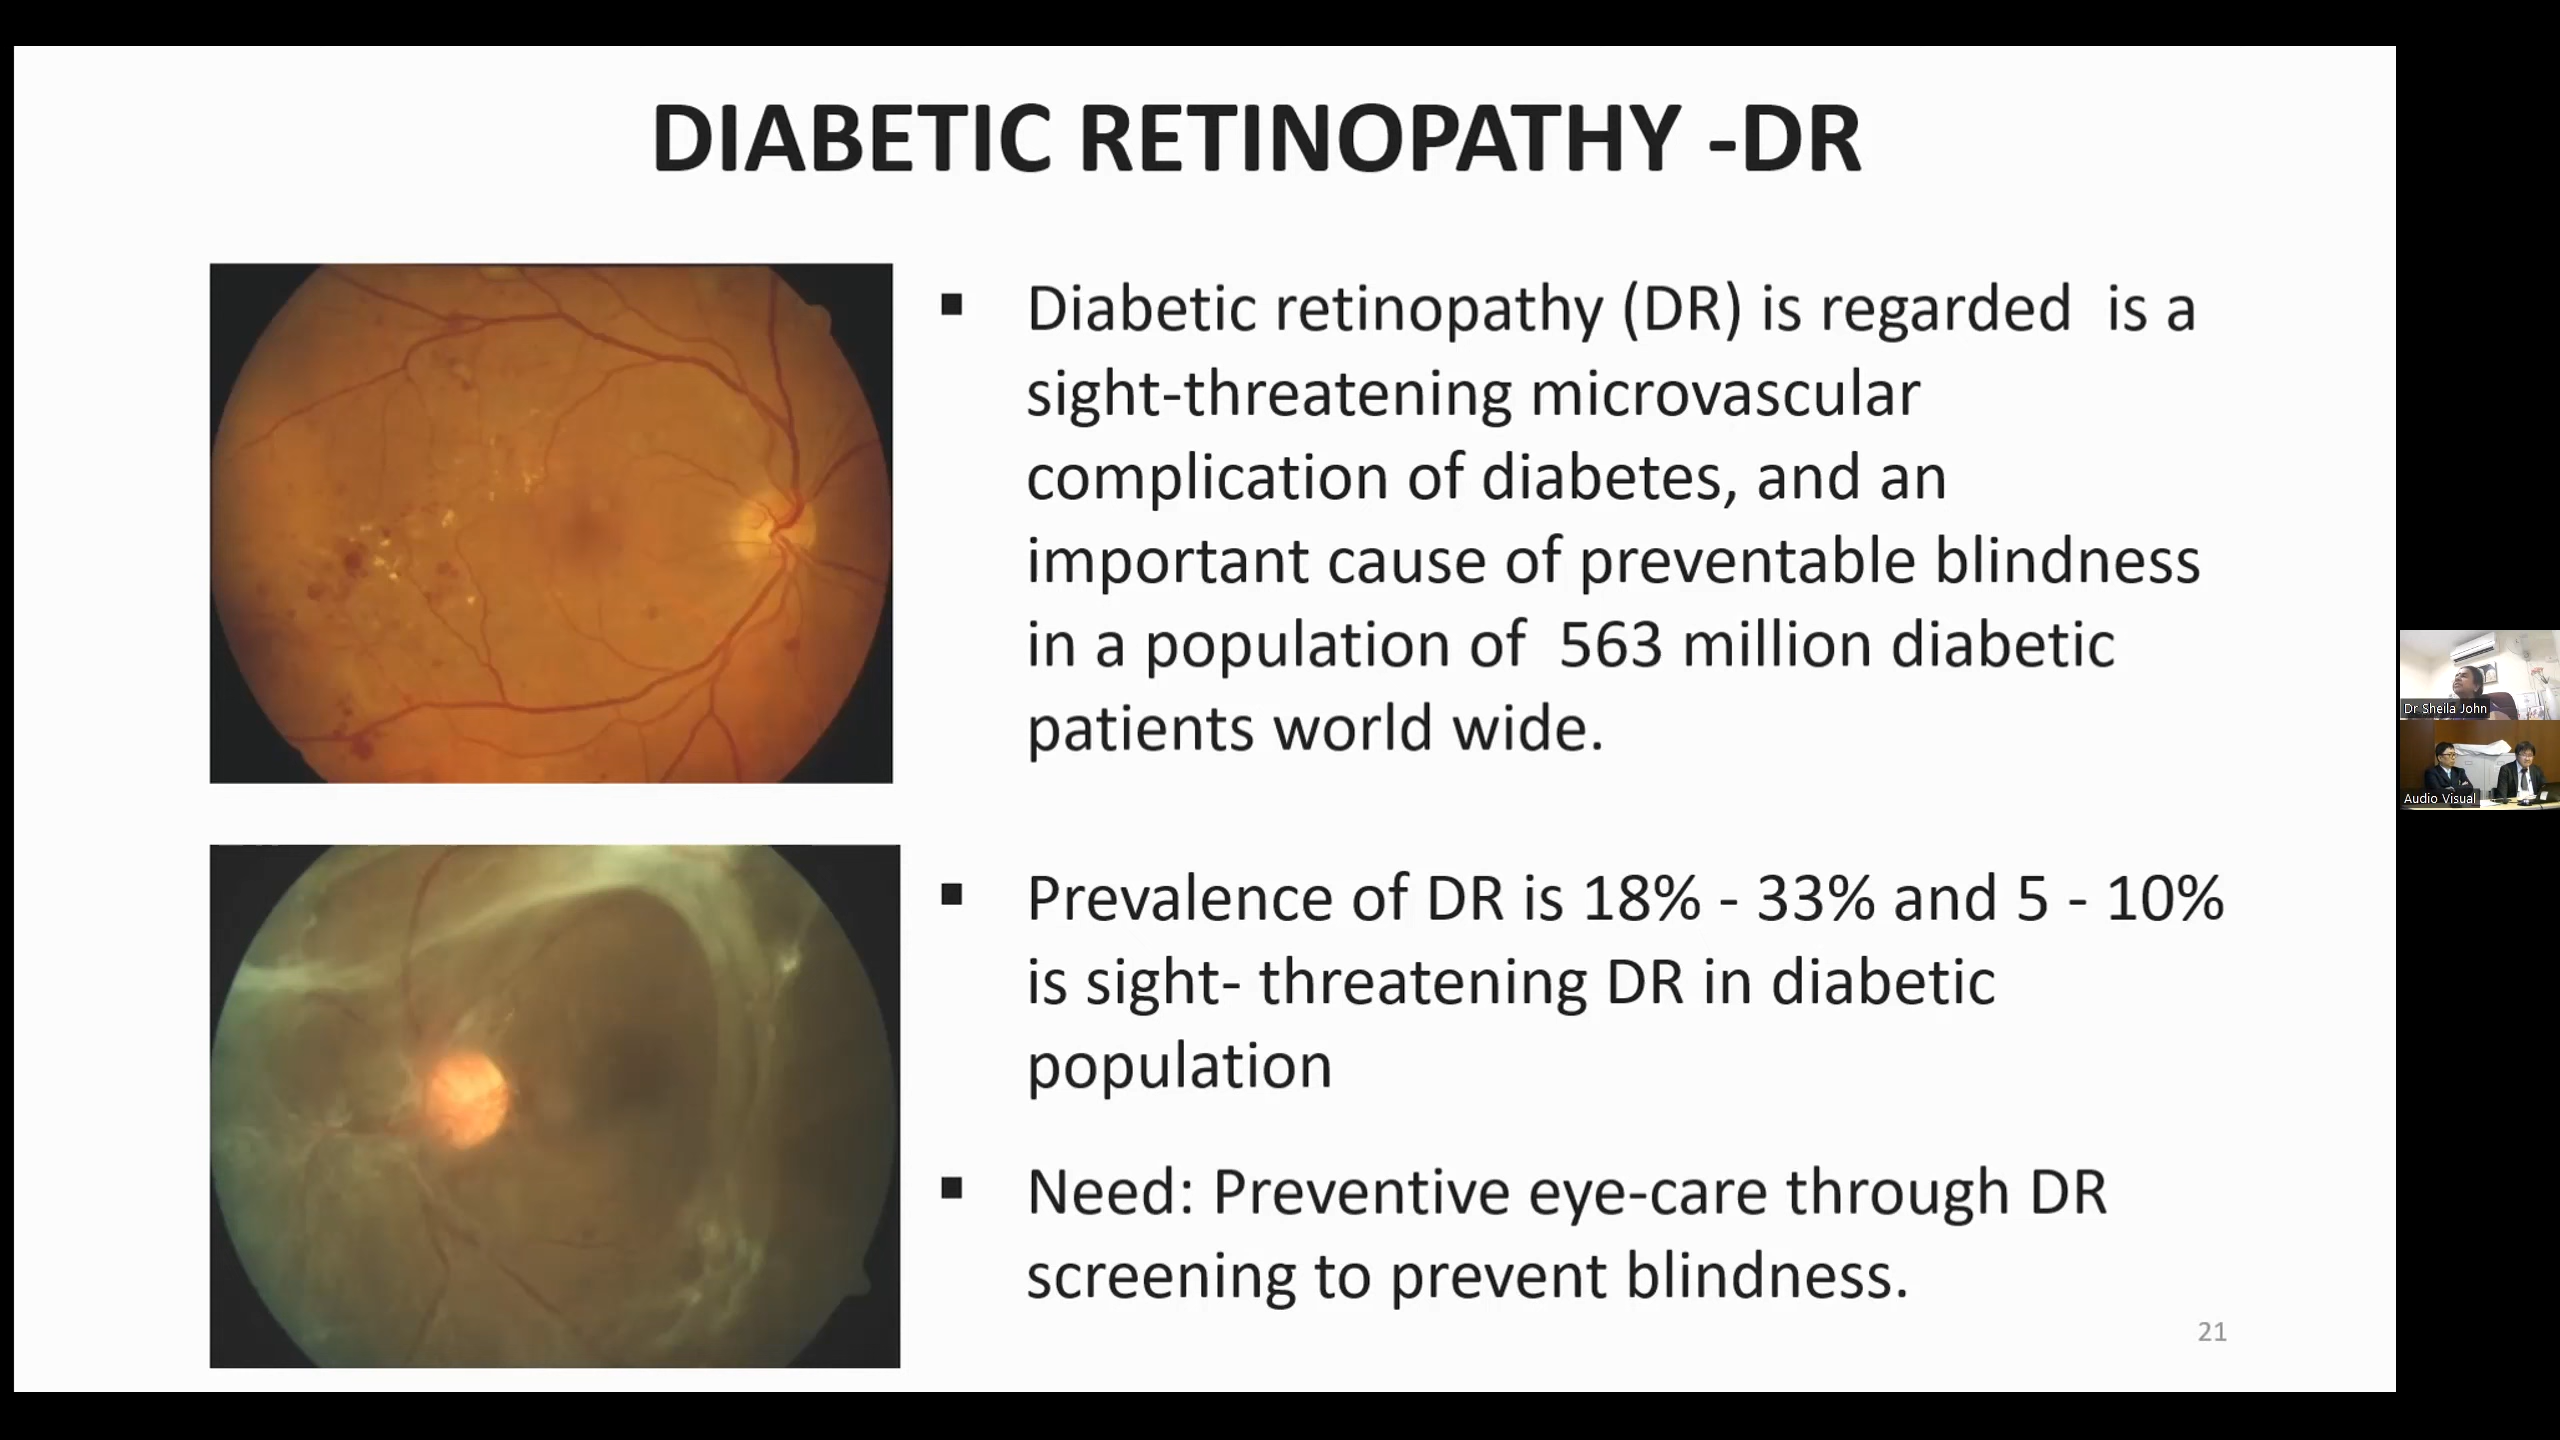 DIABETIC RETINOPATHY -DR
▪ Diabetic retinopathy (DR) is regarded  is a
sight-threatening microvascular
complication of diabetes, and an
important cause of preventable blindness
in a population of  563 million diabetic
patients world wide.
▪ Prevalence of DR is 18% - 33% and 5 - 10%
is sight- threatening DR in diabetic
population
▪ Need: Preventive eye-care through DR
screening to prevent blindness.
21
Dr Sheila John
Audio Visual